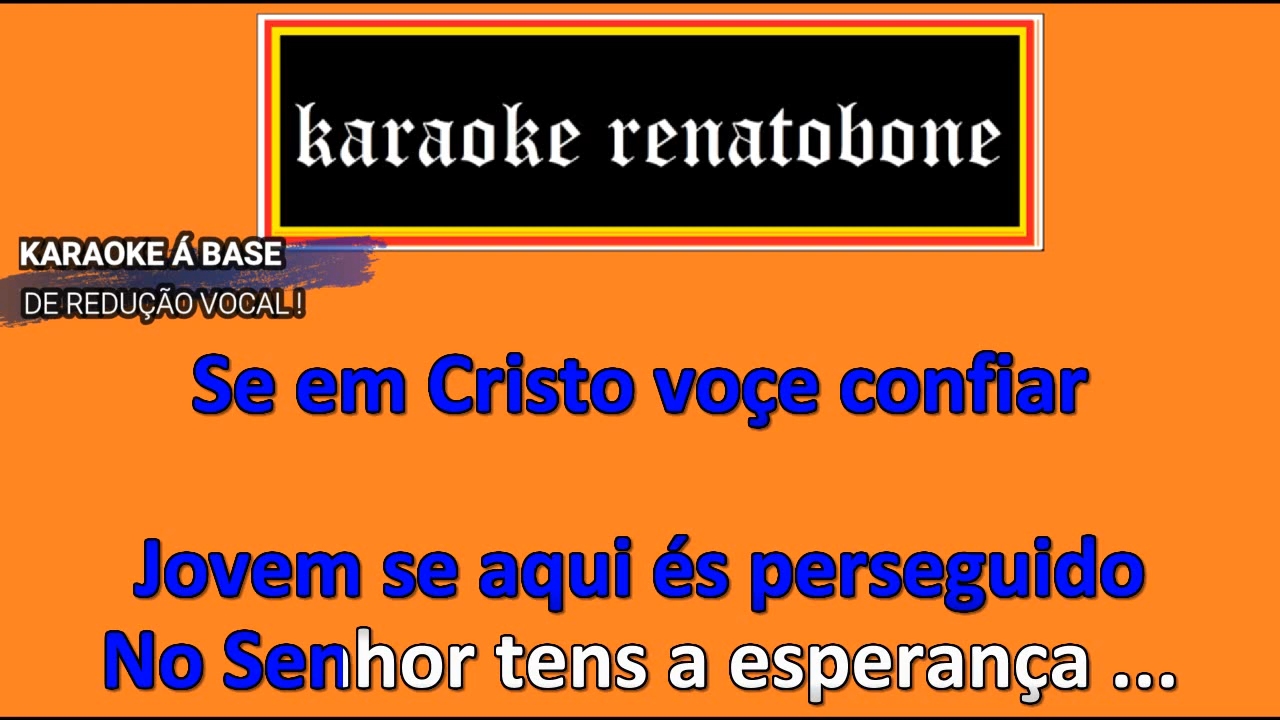 karaoke renatobone
KARAOKE Á BASE
DE REDUÇÃO VOCAL!
Se em Cristo voçe confiar
Jovem se aqui és perseguido
No Senhor tens a esperança ...